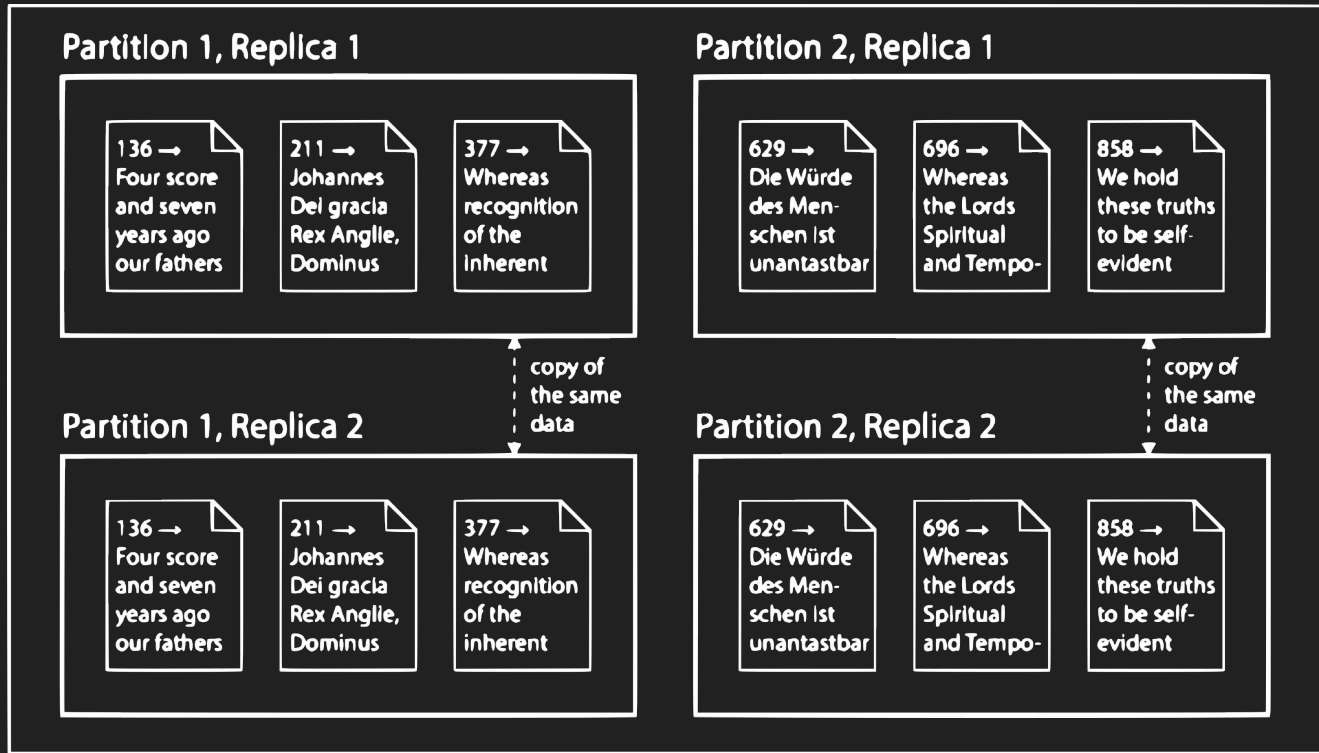 Partition 1, Replica 1
136 →
Four score
and seven
years ago
our fathers
211 →
Johannes
Dei gracia
Rex Anglie,
Dominus
377 →
Whereas
recognition
of the
inherent
Partition 2, Replica 1
629 →
Die Würde
des Men-
schen ist
unantastbar
696 →
Whereas
the Lords
Spiritual
and Tempo-
858 →
We hold
these truths
to be self-
evident
copy of
the same
data
copy of
the same
data
Partition 1, Replica 2
136 →
Four score
and seven
years ago
our fathers
211 →
Johannes
Dei gracia
Rex Anglie,
Dominus
377 →
Whereas
recognition
of the
inherent
Partition 2, Replica 2
629 →
Die Würde
des Men-
schen ist
unantastbar
696 →
Whereas
the Lords
Spiritual
and Tempo-
858 →
We hold
these truths
to be self-
evident